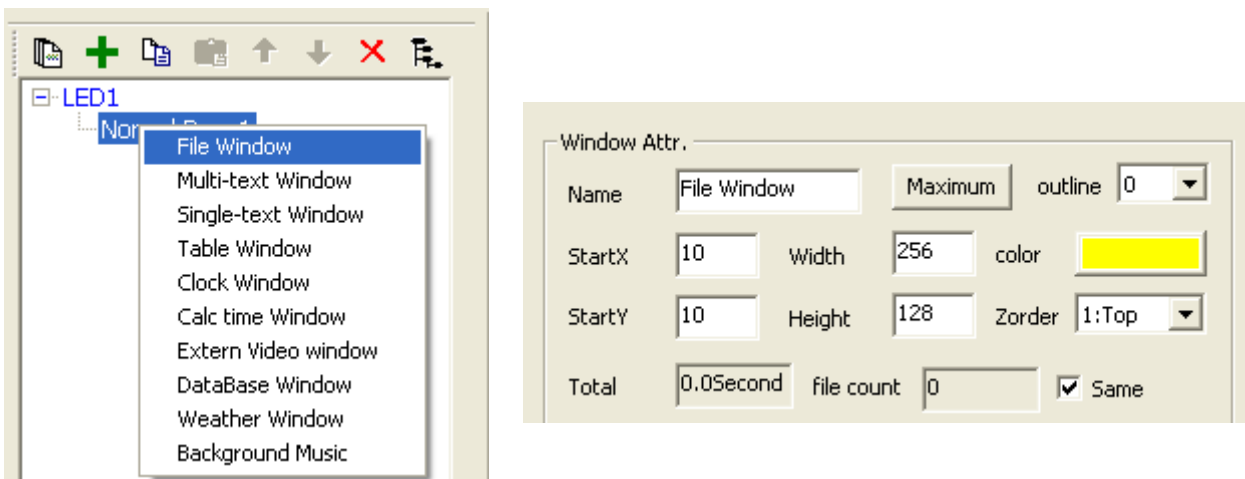 LED1
File Window
Multi-text Window
Single-text Window
Table Window
Clock Window
Calc time Window
Extern Video window
DataBase Window
Weather Window
Background Music
Window Attr.
Name File Window Maximum outline 0
StartX 10 Width 256 color
StartY 10 Height 128 Zorder 1:Top
Total 0.0Second file count 0 Same